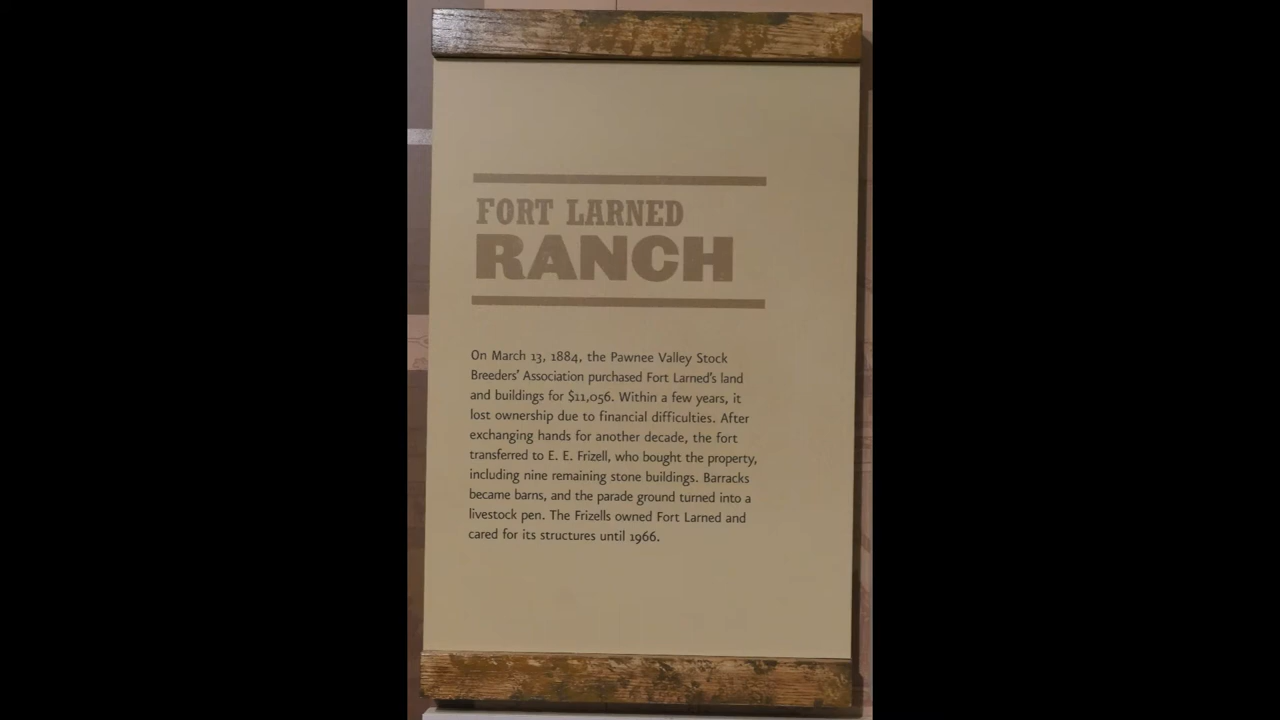 FORT LARNED
RANCH
On March 13, 1884, the Pawnee Valley Stock
Breeders' Association purchased Fort Larned's land
and buildings for $11,056. Within a few years, it
lost ownership due to financial difficulties. After
exchanging hands for another decade, the fort
transferred to E. E. Frizell, who bought the property,
including nine remaining stone buildings. Barracks
became barns, and the parade ground turned into a
livestock pen. The Frizells owned Fort Larned and
cared for its structures until 1966.